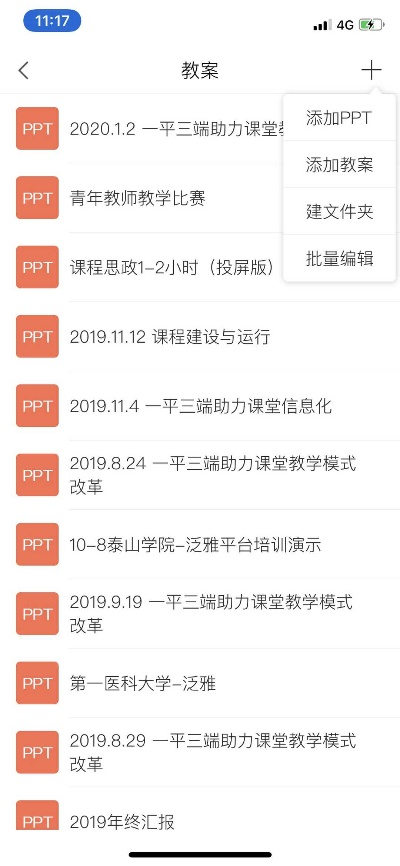 11:17
4G
教案
添加PPT
添加教案
建文件夹
批量编辑
PPT
2020.1.2 一平三端助力课堂
PPT
青年教师教学比赛
PPT
课程思政1-2小时（投屏版）
PPT
2019.11.12 课程建设与运行
PPT
2019.11.4 一平三端助力课堂信息化
PPT
2019.8.24 一平三端助力课堂教学模式
改革
PPT
10-8泰山学院-泛雅平台培训演示
PPT
2019.9.19 一平三端助力课堂教学模式
改革
PPT
第一医科大学-泛雅
PPT
2019.8.29 一平三端助力课堂教学模式
改革
PPT
2019年终汇报